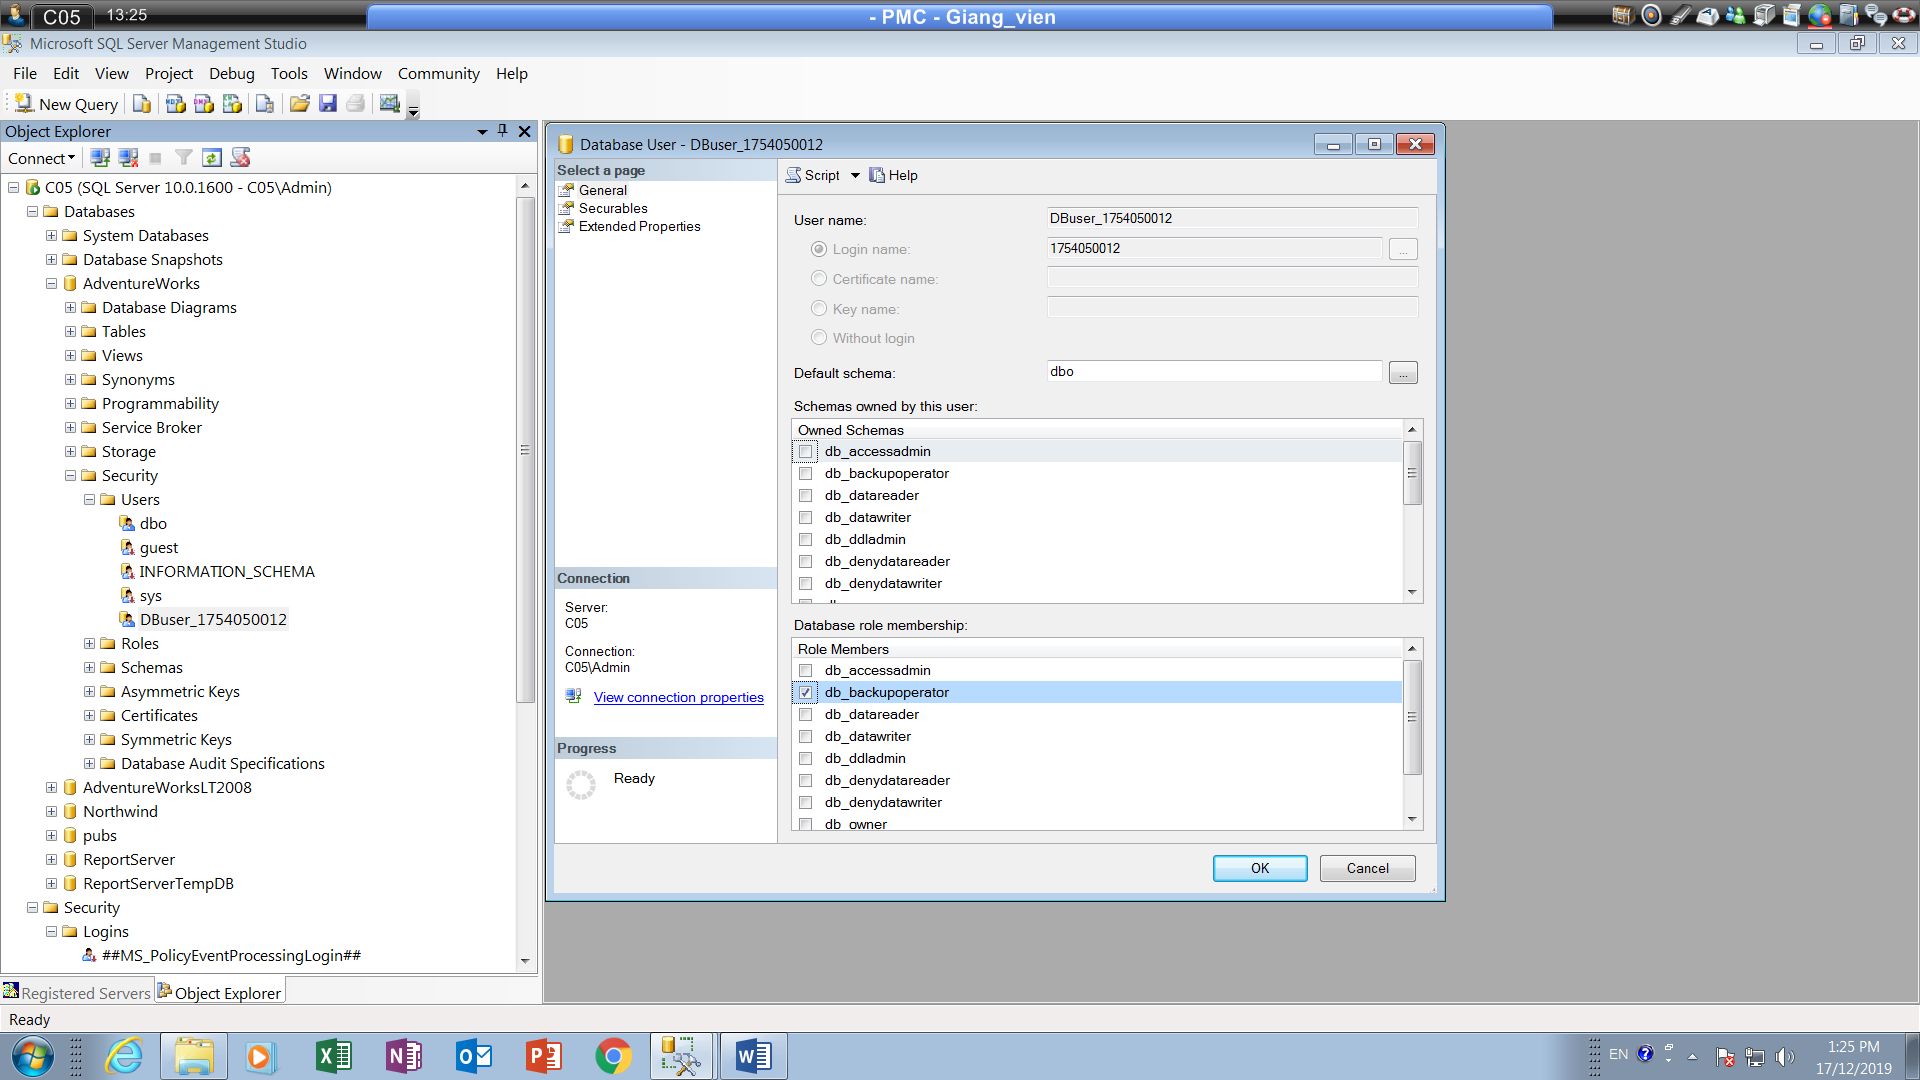 C05
13:25
- PMC - Giang_vien
Microsoft SQL Server Management Studio
File Edit View Project Debug Tools Window Community Help
New Query
Object Explorer
Connect
C05 (SQL Server 10.0.1600 - C05\Admin)
Databases
System Databases
Database Snapshots
AdventureWorks
Database Diagrams
Tables
Views
Synonyms
Programmability
Service Broker
Storage
Security
Users
dbo
guest
INFORMATION_SCHEMA
sys
DBuser_1754050012
Roles
Schemas
Asymmetric Keys
Certificates
Symmetric Keys
Database Audit Specifications
AdventureWorksLT2008
Northwind
pubs
ReportServer
ReportServerTempDB
Security
Logins
##MS_PolicyEventProcessingLogin##
Registered Servers
Object Explorer
Ready
Database User - DBuser_1754050012
Select a page
General
Securables
Extended Properties
Connection
Server:
C05
Connection:
C05\Admin
View connection properties
Progress
Ready
Script
Help
User name:
DBuser_1754050012
Login name:
1754050012
...
Certificate name:
Key name:
Without login
Default schema:
dbo
...
Schemas owned by this user:
Owned Schemas
db_accessadmin
db_backupoperator
db_datareader
db_datawriter
db_ddladmin
db_denydatareader
db_denydatawriter
Database role membership:
Role Members
db_accessadmin
db_backupoperator
db_datareader
db_datawriter
db_ddladmin
db_denydatareader
db_denydatawriter
db_owner
OK
Cancel
EN
1:25 PM
17/12/2019